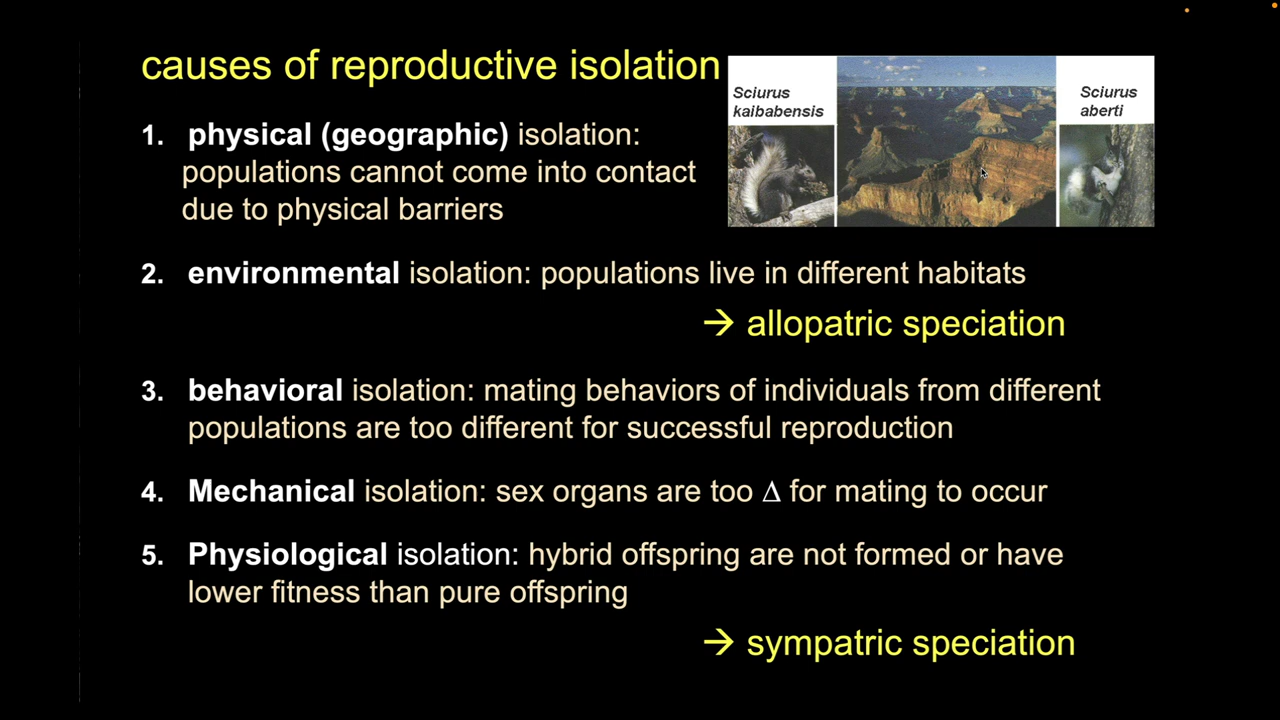 causes of reproductive isolation
Sciurus
kaibabensis
Sciurus
aberti
1. physical (geographic) isolation:
populations cannot come into contact
due to physical barriers
2. environmental isolation: populations live in different habitats
→ allopatric speciation
3. behavioral isolation: mating behaviors of individuals from different
populations are too different for successful reproduction
4. Mechanical isolation: sex organs are too Δ for mating to occur
5. Physiological isolation: hybrid offspring are not formed or have
lower fitness than pure offspring
→ sympatric speciation